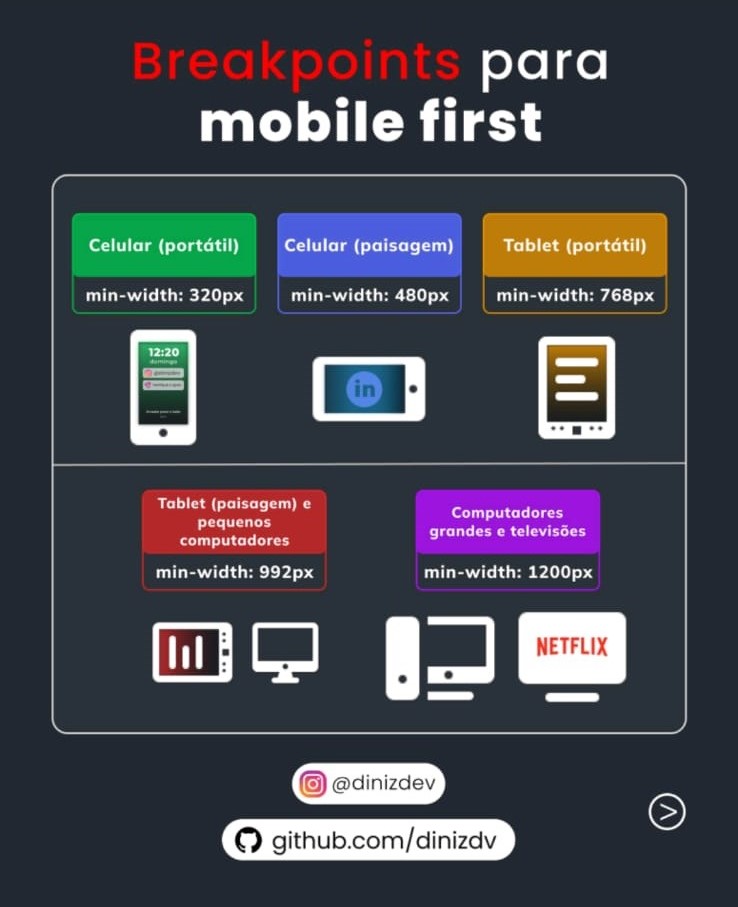 Breakpoints para
mobile first
Celular (portátil)
min-width: 320px
Celular (paisagem)
min-width: 480px
Tablet (portátil)
min-width: 768px
12:20
domingo
in
Tablet (paisagem) e
pequenos
computadores
min-width: 992px
Computadores
grandes e televisões
min-width: 1200px
NETFLIX
@dinizdev
github.com/dinizdv